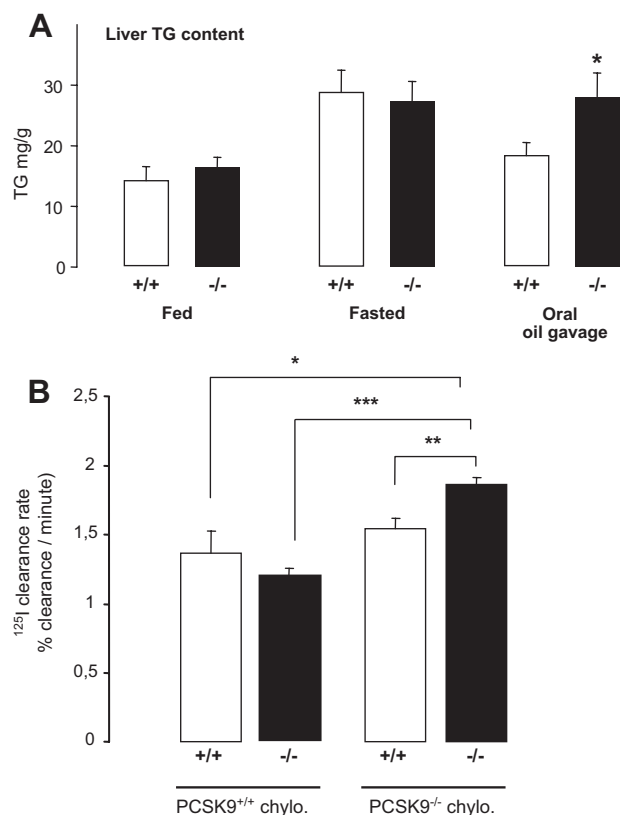 A
Liver TG content
TG mg/g
30
20
10
0
+/+ -/- +/+ -/- +/+ -/-
Fed Fasted Oral
oil gavage
*
B
*
***
**
¹²⁵I clearance rate
% clearance / minute)
2,5
2
1,5
1
0,5
0
+/+ -/- +/+ -/-
PCSK9⁺/⁺ chylo. PCSK9⁻/⁻ chylo.